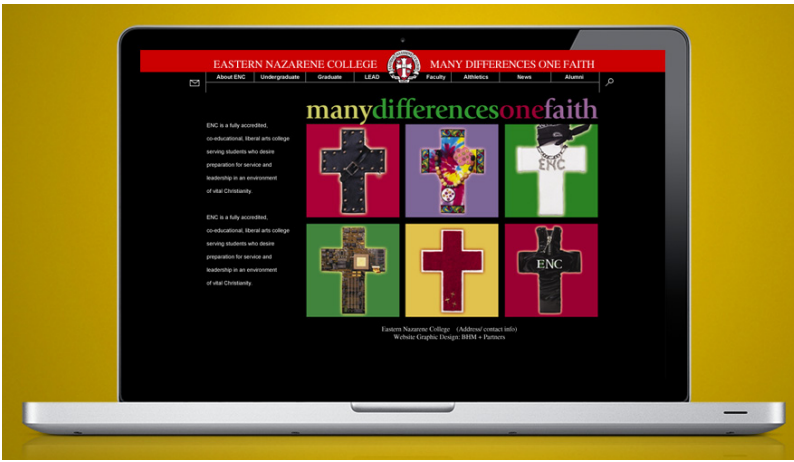 EASTERN NAZARENE COLLEGE MANY DIFFERENCES ONE FAITH
About ENC Undergraduate Graduate LEAD Faculty Althletics News Alumni
manydifferencesonefaith
ENC is a fully accredited,
co-educational, liberal arts college
serving students who desire
preparation for service and
leadership in an environment
of vital Christianity.
ENC is a fully accredited,
co-educational, liberal arts college
serving students who desire
preparation for service and
leadership in an environment
of vital Christianity.
ENC
ENC
Eastern Nazarene College (Address/ contact info)
Website Graphic Design: BHM + Partners